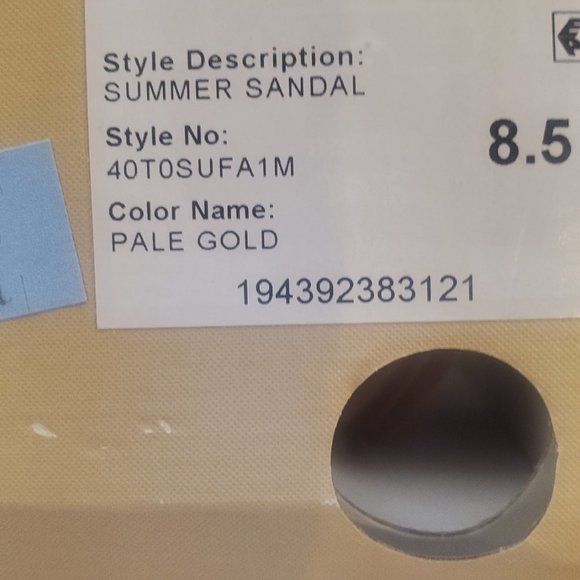 Style Description:
SUMMER SANDAL
Style No:
40T0SUFA1M
8.5
Color Name:
PALE GOLD
194392383121